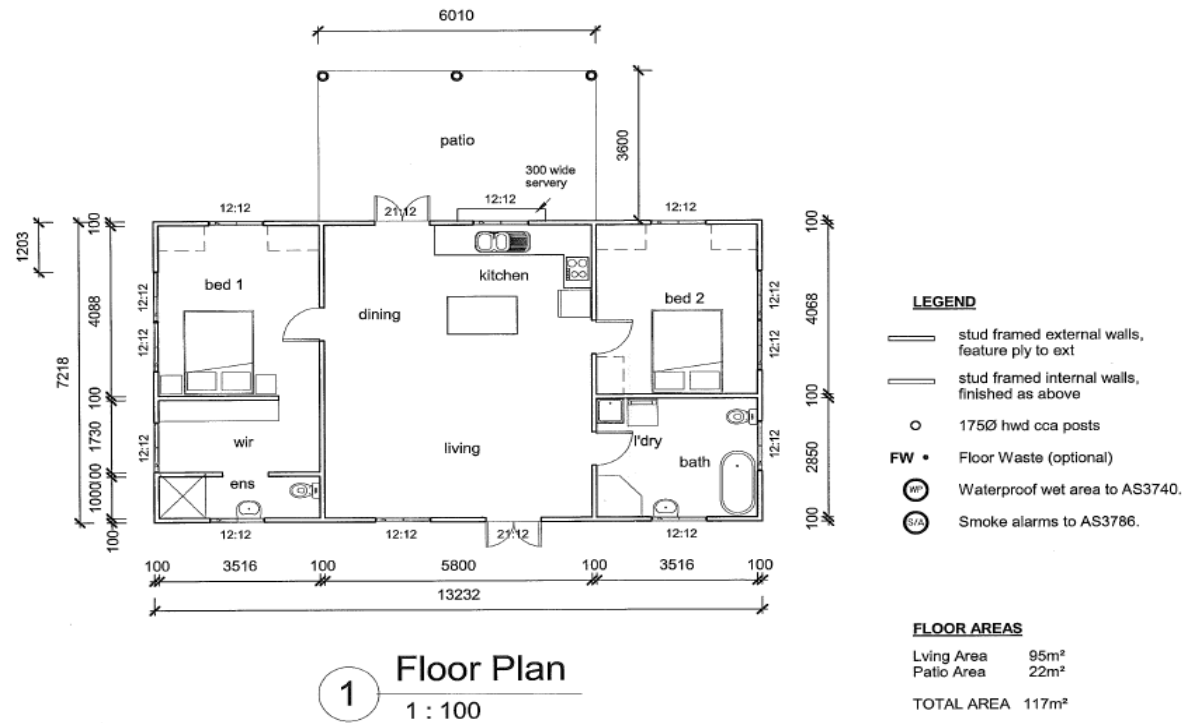 6010
patio
3600
300 wide
servery
12:12
21:12
12:12
12:12
1203
100
100
kitchen
bed 1
bed 2
dining
12:12
12:12
4088
4068
12:12
12:12
7218
100
100
1730
wir
living
l'dry
bath
12:12
12:12
2850
100
ens
1000
100
100
12:12
12:12
21:12
12:12
100
3516
100
5800
100
3516
100
13232
LEGEND
stud framed external walls,
feature ply to ext
stud framed internal walls,
finished as above
175Ø hwd cca posts
FW • Floor Waste (optional)
WP Waterproof wet area to AS3740.
S/A Smoke alarms to AS3786.
FLOOR AREAS
Lving Area 95m²
Patio Area 22m²
TOTAL AREA 117m²
1 Floor Plan
1 : 100